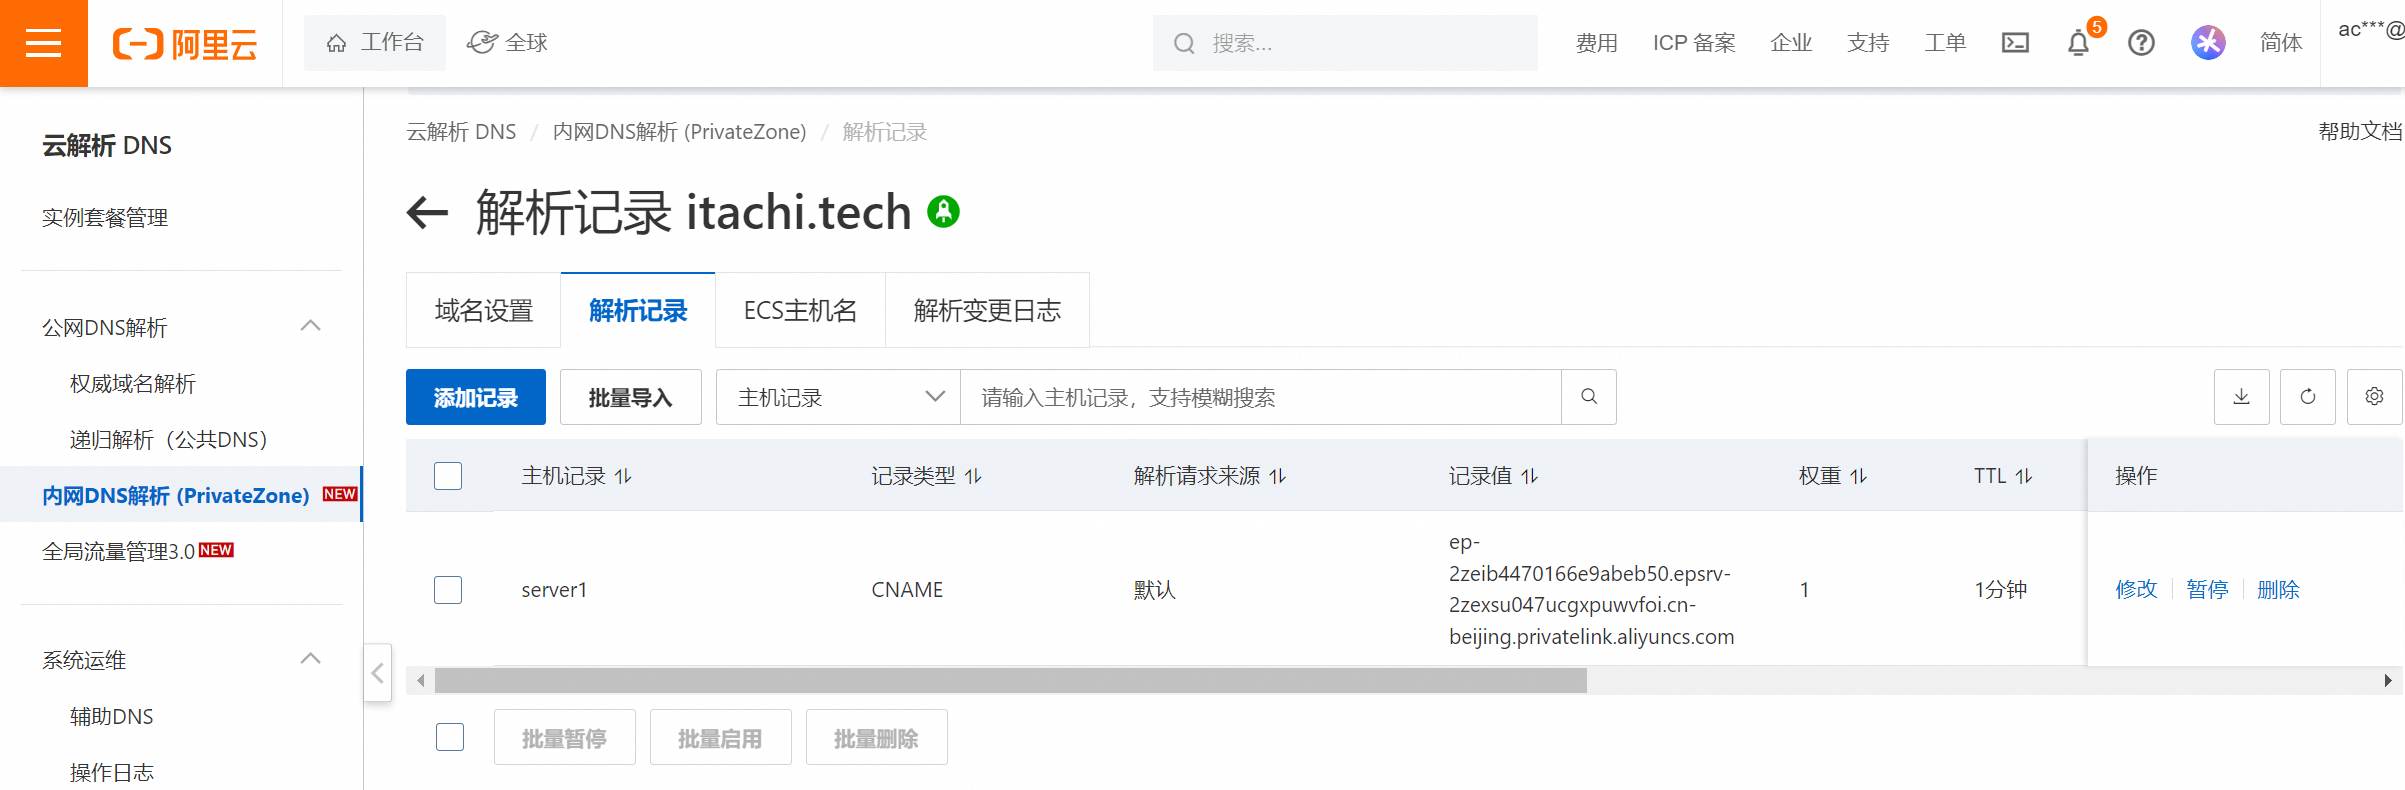 阿里云
工作台
全球
搜索...
费用
ICP 备案
企业
支持
工单
5
简体
ac***@
云解析 DNS
实例套餐管理
公网DNS解析
权威域名解析
递归解析（公共DNS）
内网DNS解析 (PrivateZone) NEW
全局流量管理3.0 NEW
系统运维
辅助DNS
操作日志
云解析 DNS / 内网DNS解析 (PrivateZone) / 解析记录
帮助文档
解析记录 itachi.tech
域名设置
解析记录
ECS主机名
解析变更日志
添加记录
批量导入
主机记录
请输入主机记录，支持模糊搜索
主机记录
记录类型
解析请求来源
记录值
权重
TTL
操作
server1
CNAME
默认
ep-
2zeib4470166e9abeb50.epsrv-
2zexsu047ucgxpuwvfoi.cn-
beijing.privatelink.aliyuncs.com
1
1分钟
修改
暂停
删除
批量暂停
批量启用
批量删除